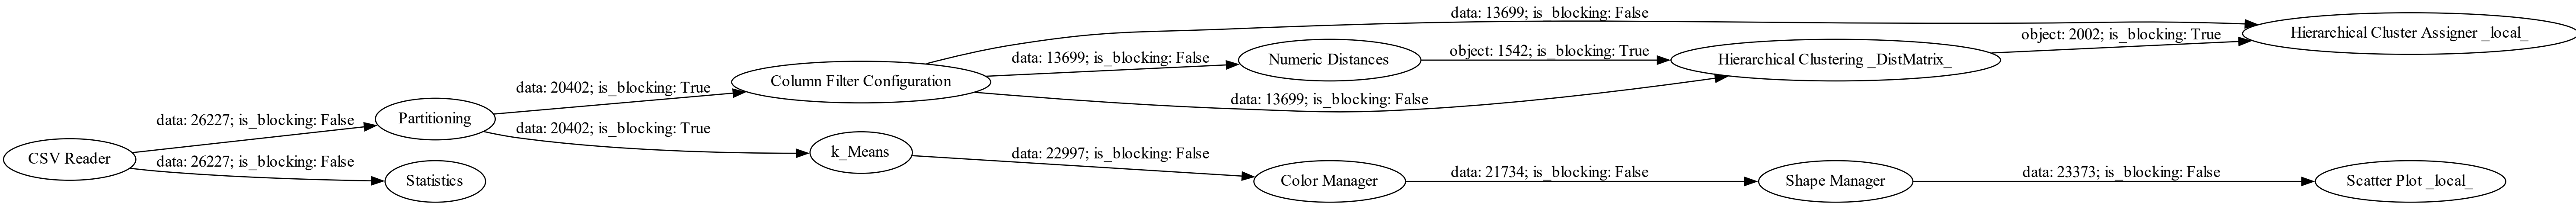 data: 13699; is_blocking: False
Hierarchical Cluster Assigner _local_
object: 2002; is_blocking: True
data: 13699; is_blocking: False
Numeric Distances
object: 1542; is_blocking: True
Hierarchical Clustering _DistMatrix_
data: 20402; is_blocking: True
Column Filter Configuration
data: 13699; is_blocking: False
data: 26227; is_blocking: False
Partitioning
data: 20402; is_blocking: True
CSV Reader
data: 26227; is_blocking: False
k_Means
data: 22997; is_blocking: False
Statistics
Color Manager
data: 21734; is_blocking: False
Shape Manager
data: 23373; is_blocking: False
Scatter Plot _local_